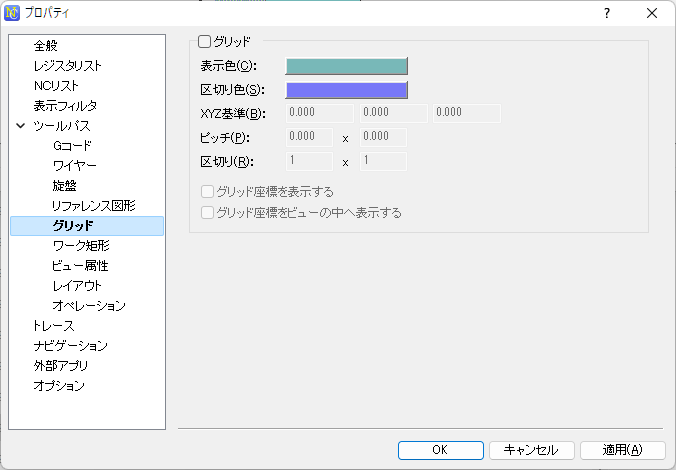 プロパティ
全般
レジスタリスト
NCリスト
表示フィルタ
ツールパス
Gコード
ワイヤー
旋盤
リファレンス図形
グリッド
ワーク矩形
ビュー属性
レイアウト
オペレーション
トレース
ナビゲーション
外部アプリ
オプション
グリッド
表示色(C):
区切り色(S):
XYZ基準(B): 0.000 0.000 0.000
ピッチ(P): 0.000 x 0.000
区切り(R): 1 x 1
グリッド座標を表示する
グリッド座標をビューの中へ表示する
OK キャンセル 適用(A)